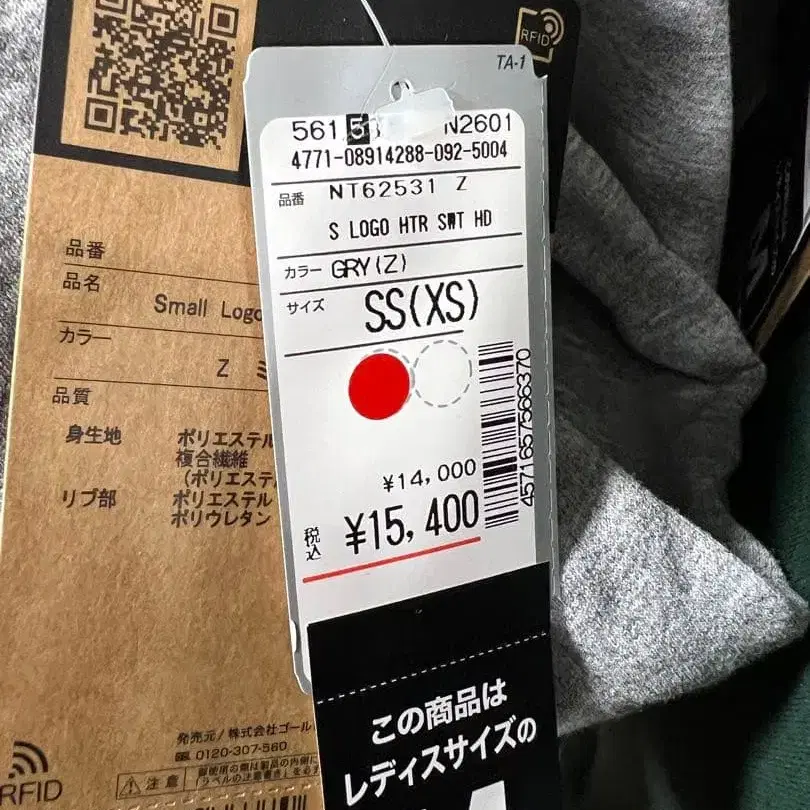 RFID
TA-1
561 5
N2601
4771-08914288-092-5004
品番 NT62531 Z
S LOGO HTR SWT HD
カラー GRY(Z)
サイズ SS(XS)
4571657566370
¥14,000
税込 ¥15,400
この商品は
レディスサイズの
品番
品名
Small Logo
カラー
Z
品質
身生地 ポリエステル
複合繊維
(ポリエステ
リブ部 ポリエステル
ポリウレタン
発売元/株式会社ゴール
0120-307-560
RFID
注意